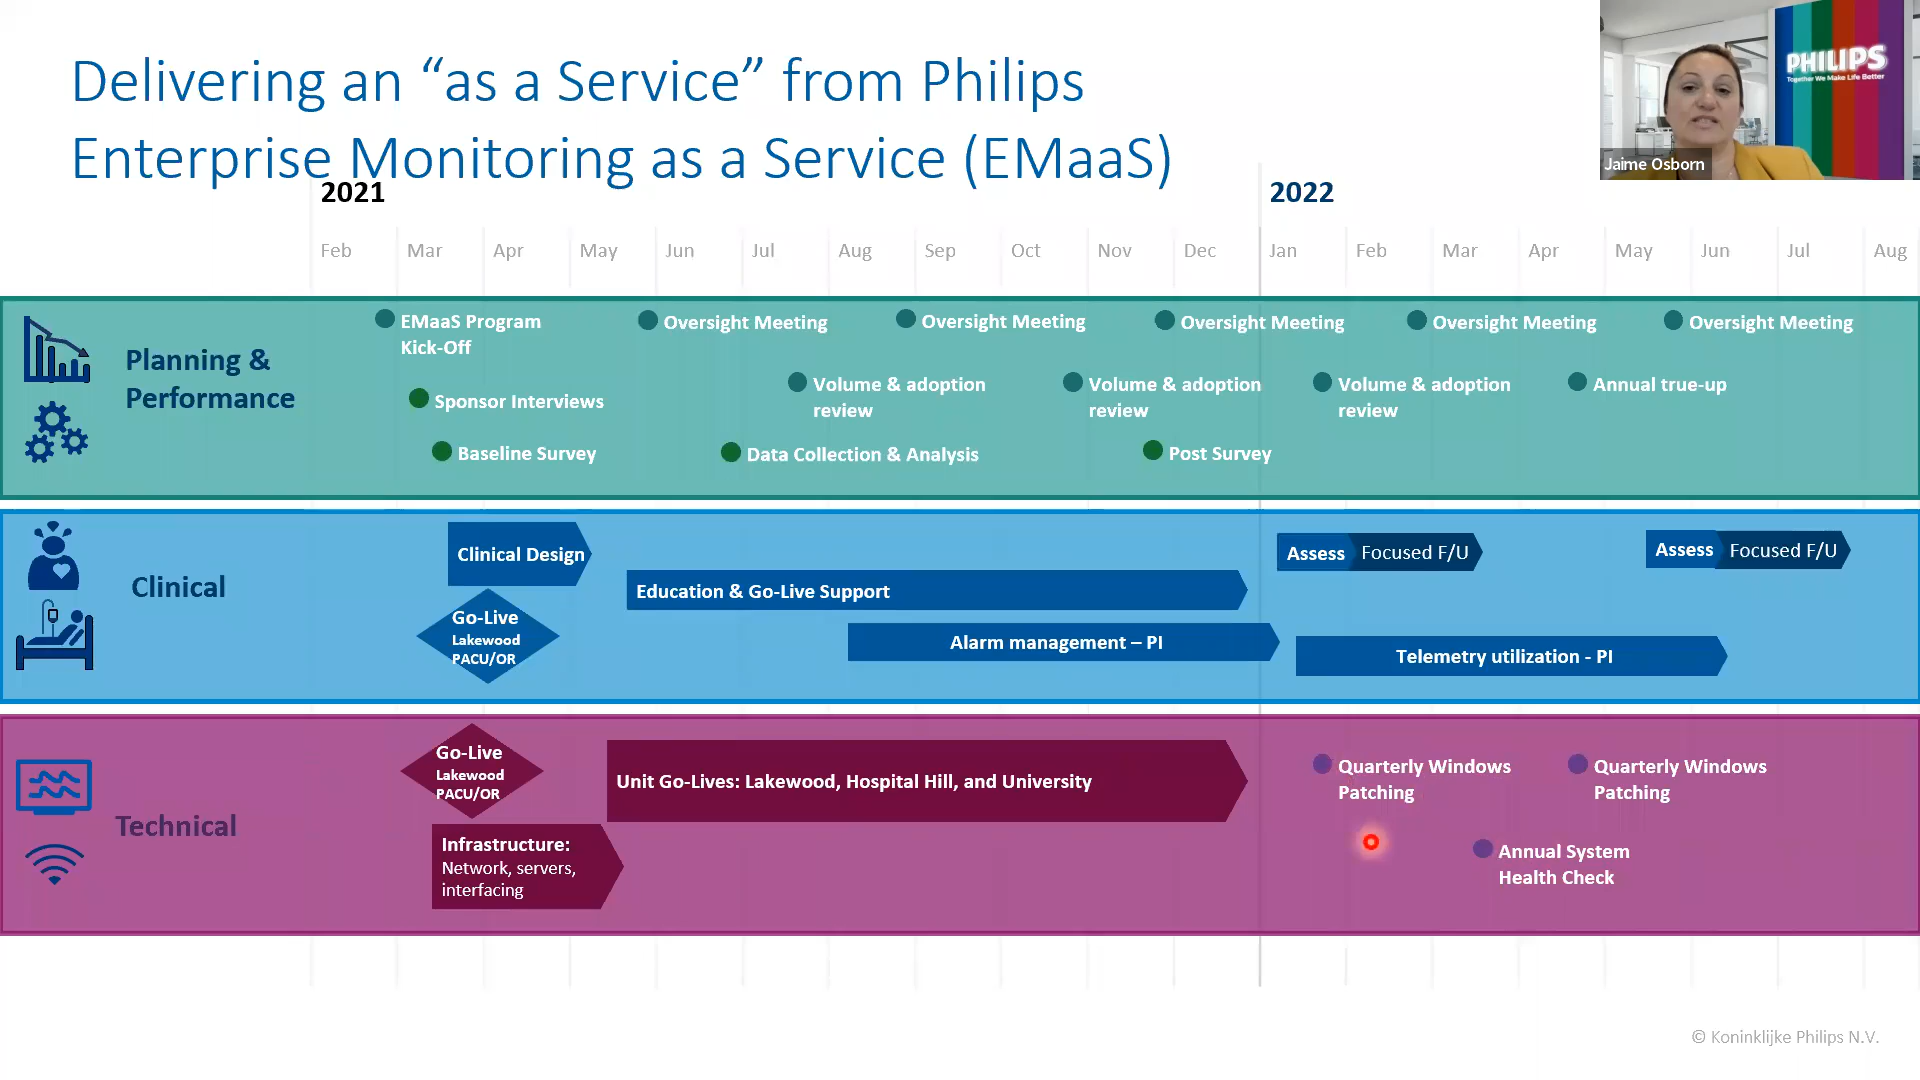 Delivering an “as a Service” from Philips
Enterprise Monitoring as a Service (EMaaS)
PHILIPS
Together We Make Life Better
Jaime Osborn
2021
2022
Feb Mar Apr May Jun Jul Aug Sep Oct Nov Dec Jan Feb Mar Apr May Jun Jul Aug
Planning &
Performance
EMaaS Program
Kick-Off
Oversight Meeting
Oversight Meeting
Oversight Meeting
Oversight Meeting
Oversight Meeting
Sponsor Interviews
Volume & adoption
review
Volume & adoption
review
Volume & adoption
review
Annual true-up
Baseline Survey
Data Collection & Analysis
Post Survey
Clinical
Clinical Design
Go-Live
Lakewood
PACU/OR
Education & Go-Live Support
Alarm management – PI
Assess Focused F/U
Telemetry utilization - PI
Assess Focused F/U
Technical
Go-Live
Lakewood
PACU/OR
Infrastructure:
Network, servers,
interfacing
Unit Go-Lives: Lakewood, Hospital Hill, and University
Quarterly Windows
Patching
Quarterly Windows
Patching
Annual System
Health Check
© Koninklijke Philips N.V.